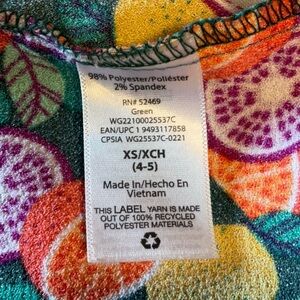 98% Polyester/Poliéster
2% Spandex
RN# 52469
Green
WG22100025537C
EAN/UPC 1 9493117858
CPSIA WG25537C-0221
XS/XCH
(4-5)
Made In/Hecho En
Vietnam
THIS LABEL YARN IS MADE
OUT OF 100% RECYCLED
POLYESTER MATERIALS